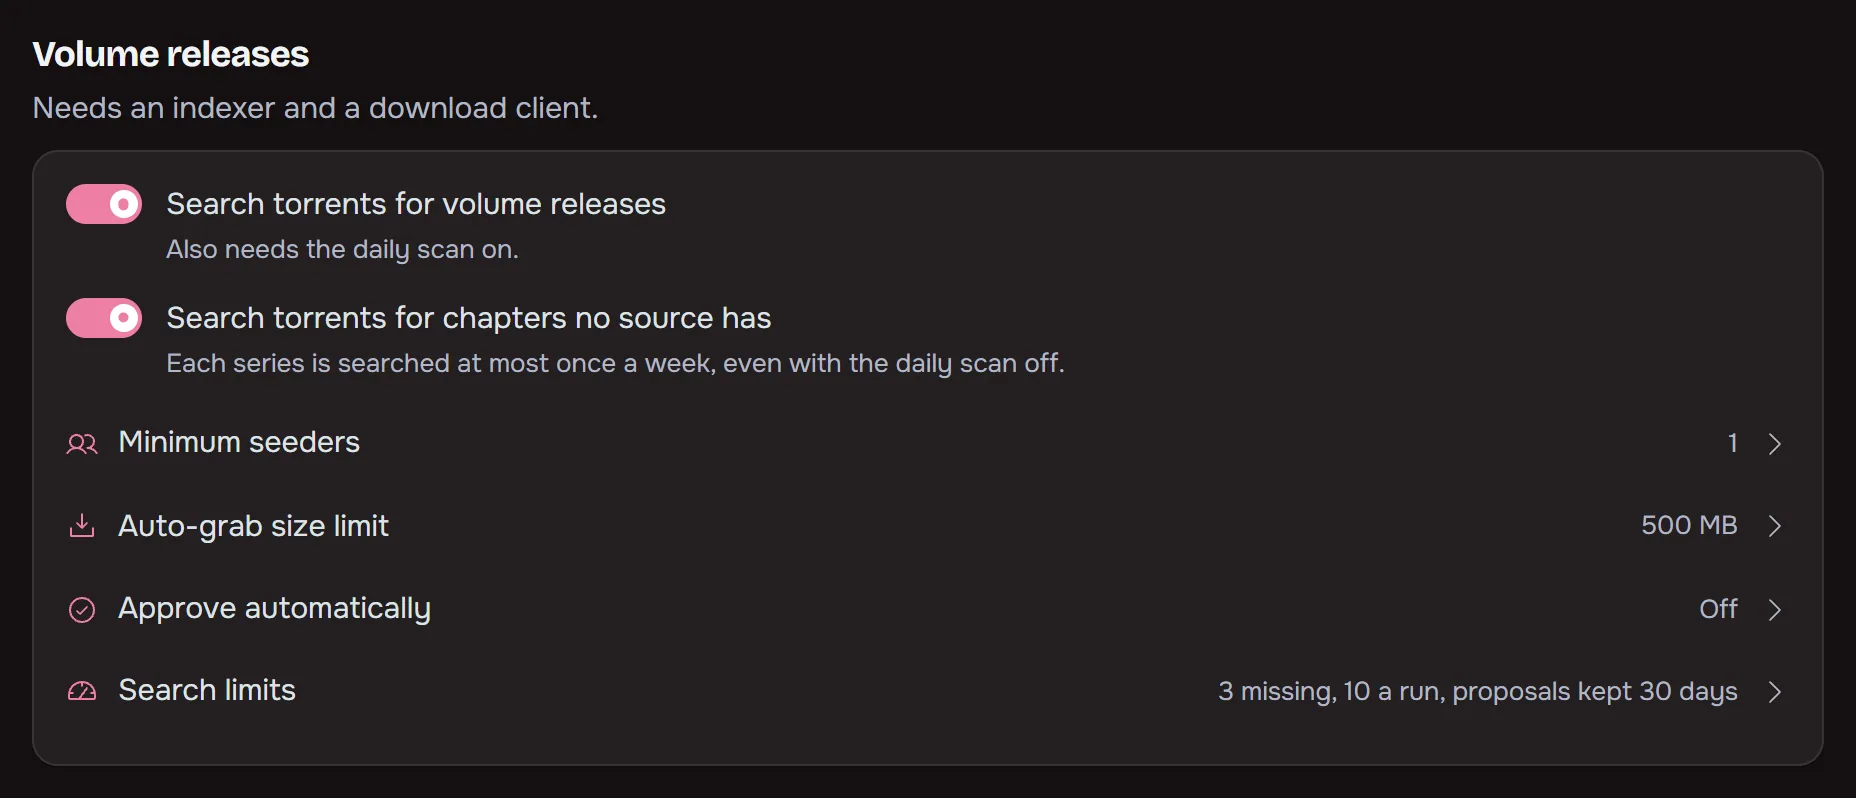 Volume releases
Needs an indexer and a download client.
Search torrents for volume releases
Also needs the daily scan on.
Search torrents for chapters no source has
Each series is searched at most once a week, even with the daily scan off.
Minimum seeders 1
Auto-grab size limit 500 MB
Approve automatically Off
Search limits 3 missing, 10 a run, proposals kept 30 days